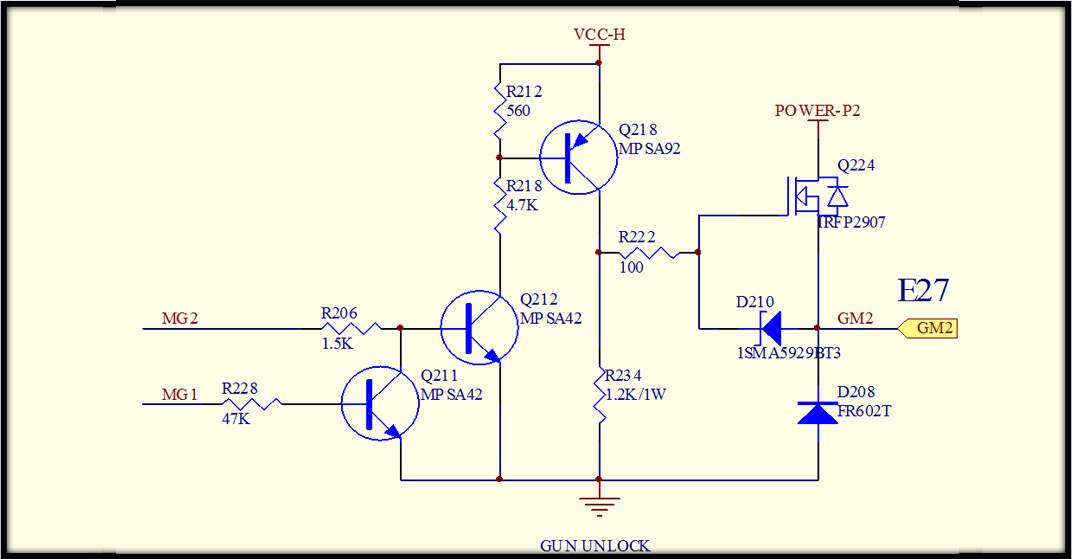 VCC-H
R212
560
POWER-P2
Q218
MPSA92
Q224
R218
4.7K
IRFP2907
R222
100
E27
Q212
MPSA42
D210
MG2
R206
GM2
GM2
1.5K
1SMA5929BT3
Q211
MPSA42
R234
1.2K/1W
MG1
R228
47K
D208
FR602T
GUN UNLOCK